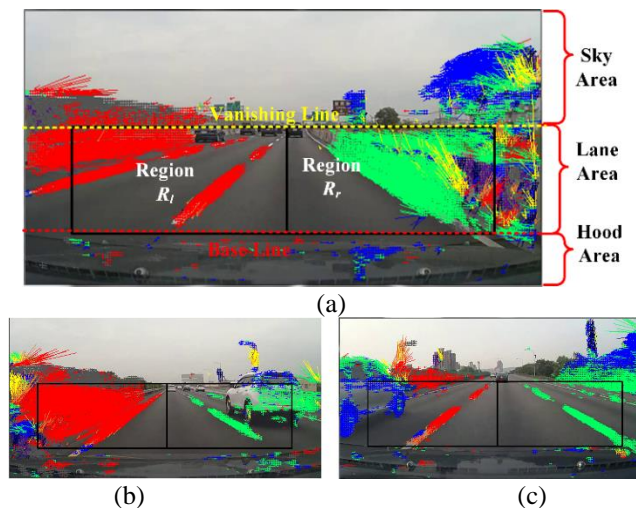 Sky
Area
Vanishing Line
Region
Rl
Region
Rr
Lane
Area
Base Line
Hood
Area
(a)
(b)
(c)